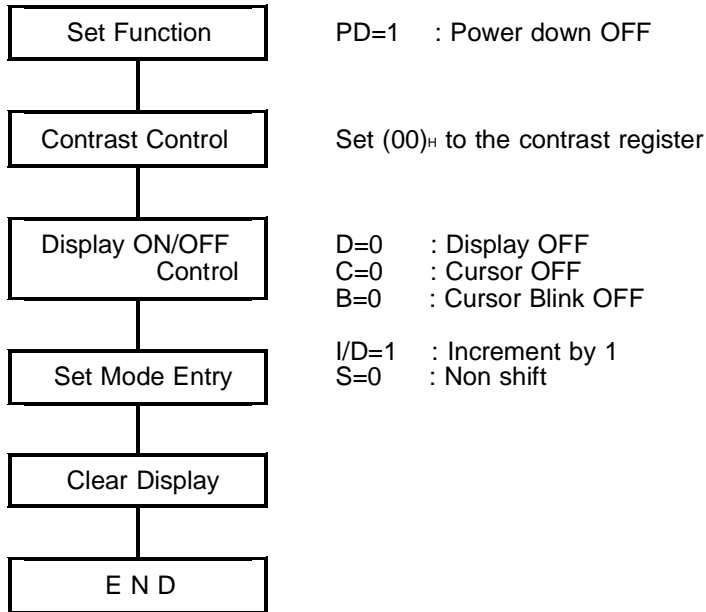 Set Function PD=1 : Power down OFF
Contrast Control Set (00)H to the contrast register
Display ON/OFF D=0 : Display OFF
Control C=0 : Cursor OFF
B=0 : Cursor Blink OFF
I/D=1 : Increment by 1
Set Mode Entry S=0 : Non shift
Clear Display
E N D